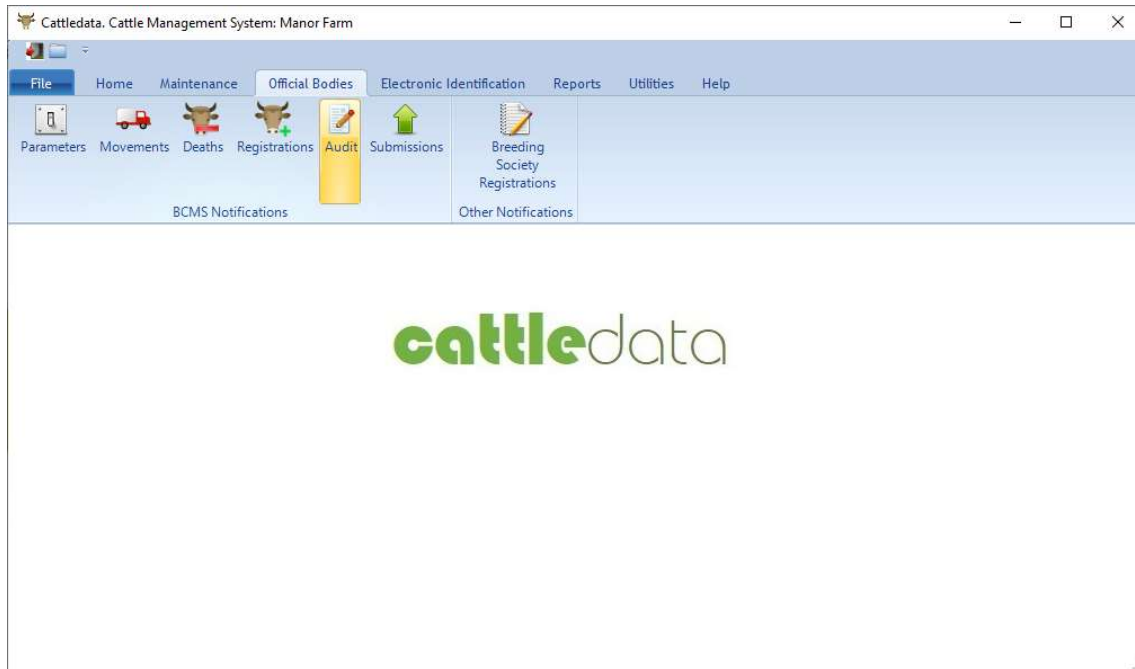 Cattledata. Cattle Management System: Manor Farm
File Home Maintenance Official Bodies Electronic Identification Reports Utilities Help
Parameters Movements Deaths Registrations Audit Submissions Breeding
Society
Registrations
BCMS Notifications Other Notifications
cattledata